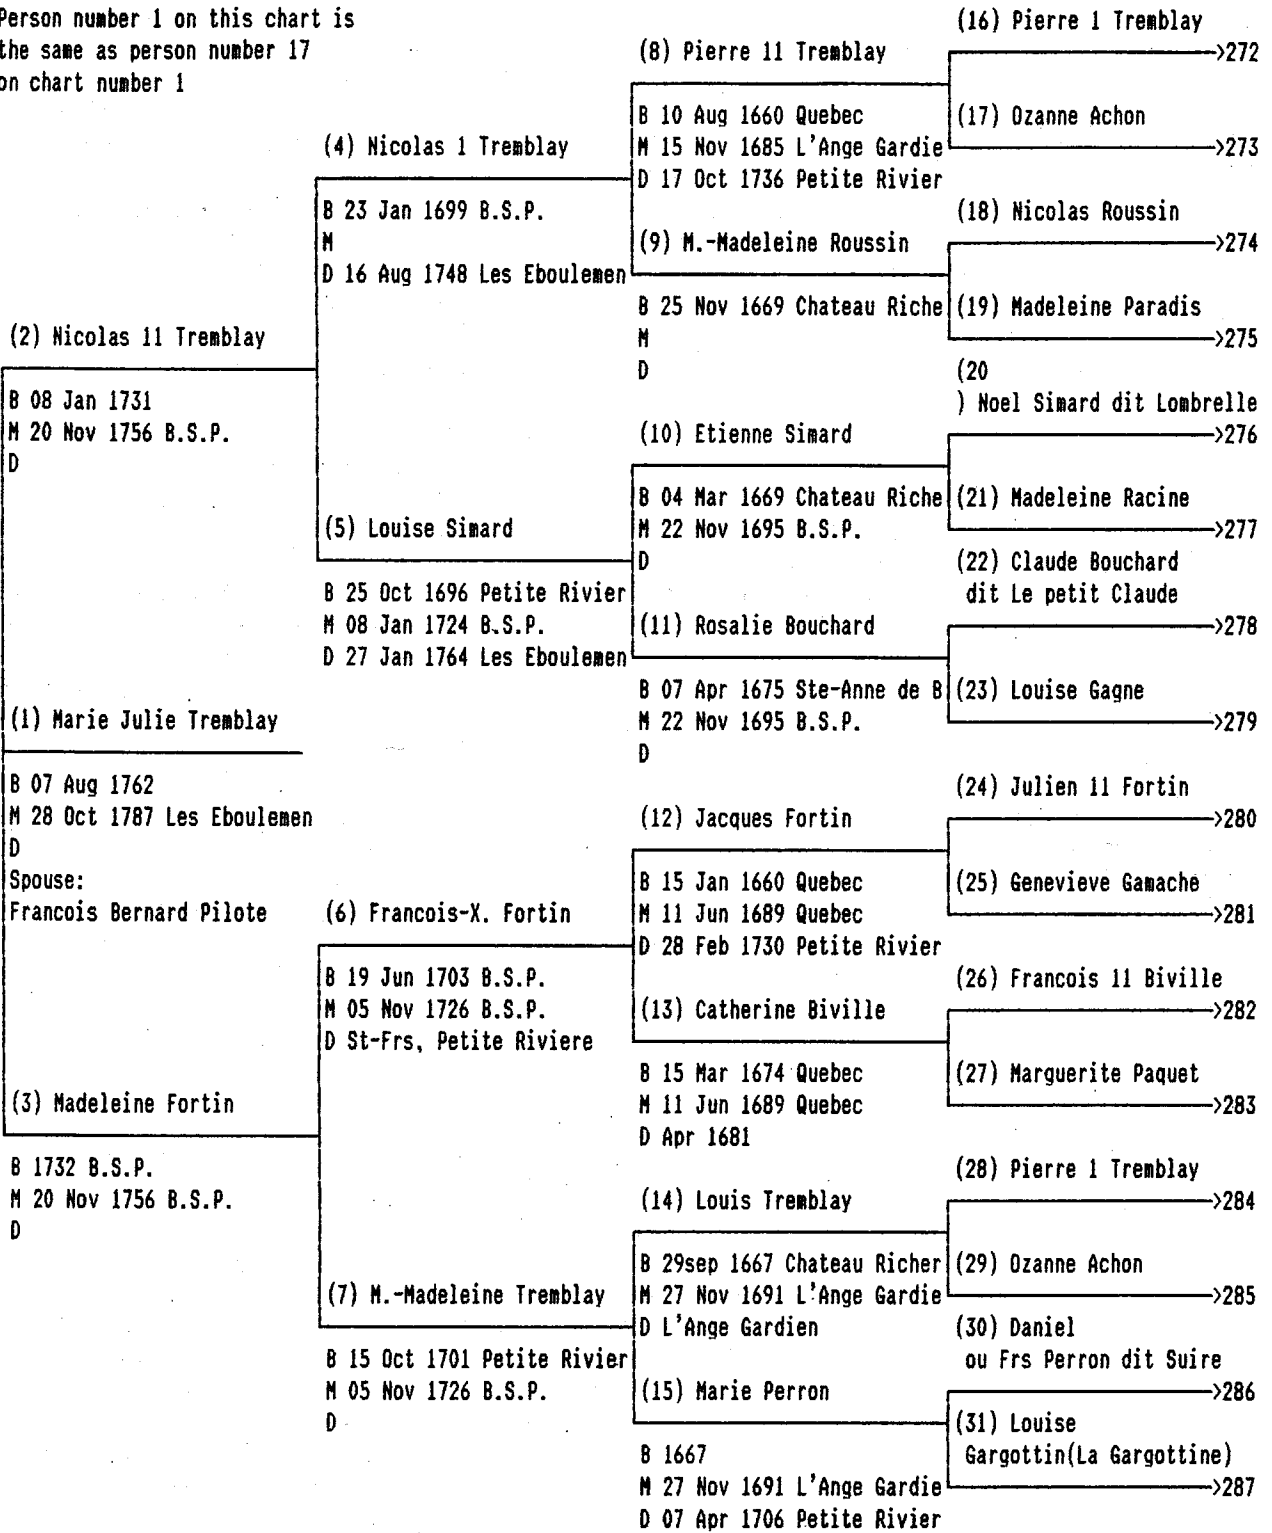 Person number 1 on this chart is
the same as person number 17
on chart number 1
(16) Pierre 1 Tremblay
>272
(8) Pierre 11 Tremblay
B 10 Aug 1660 Quebec
M 15 Nov 1685 L'Ange Gardie
D 17 Oct 1736 Petite Rivier
(17) Ozanne Achon
>273
(4) Nicolas 1 Tremblay
B 23 Jan 1699 B.S.P.
M
D 16 Aug 1748 Les Eboulemen
(18) Nicolas Roussin
>274
(9) M.-Madeleine Roussin
B 25 Nov 1669 Chateau Riche
M
D
(19) Madeleine Paradis
>275
(2) Nicolas 11 Tremblay
B 08 Jan 1731
M 20 Nov 1756 B.S.P.
D
(20
) Noel Simard dit Lombrelle
>276
(10) Etienne Simard
B 04 Mar 1669 Chateau Riche
M 22 Nov 1695 B.S.P.
D
(21) Madeleine Racine
>277
(5) Louise Simard
B 25 Oct 1696 Petite Rivier
M 08 Jan 1724 B.S.P.
D 27 Jan 1764 Les Eboulemen
(22) Claude Bouchard
dit Le petit Claude
>278
(11) Rosalie Bouchard
B 07 Apr 1675 Ste-Anne de B
M 22 Nov 1695 B.S.P.
D
(23) Louise Gagne
>279
(1) Marie Julie Tremblay
B 07 Aug 1762
M 28 Oct 1787 Les Eboulemen
D
Spouse:
Francois Bernard Pilote
(24) Julien 11 Fortin
>280
(12) Jacques Fortin
B 15 Jan 1660 Quebec
M 11 Jun 1689 Quebec
D 28 Feb 1730 Petite Rivier
(25) Genevieve Gamache
>281
(6) Francois-X. Fortin
B 19 Jun 1703 B.S.P.
M 05 Nov 1726 B.S.P.
D St-Frs, Petite Riviere
(26) Francois 11 Biville
>282
(13) Catherine Biville
B 15 Mar 1674 Quebec
M 11 Jun 1689 Quebec
D Apr 1681
(27) Marguerite Paquet
>283
(3) Madeleine Fortin
B 1732 B.S.P.
M 20 Nov 1756 B.S.P.
D
(28) Pierre 1 Tremblay
>284
(14) Louis Tremblay
B 29sep 1667 Chateau Richer
M 27 Nov 1691 L'Ange Gardie
D L'Ange Gardien
(29) Ozanne Achon
>285
(7) M.-Madeleine Tremblay
B 15 Oct 1701 Petite Rivier
M 05 Nov 1726 B.S.P.
D
(30) Daniel
ou Frs Perron dit Suire
>286
(15) Marie Perron
B 1667
M 27 Nov 1691 L'Ange Gardie
D 07 Apr 1706 Petite Rivier
(31) Louise
Gargottin(La Gargottine)
>287